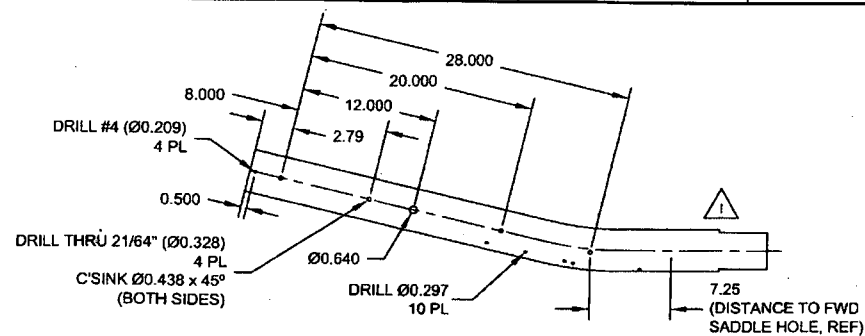 28.000
20.000
8.000
12.000
DRILL #4 (Ø0.209)
4 PL
2.79
0.500
1
DRILL THRU 21/64" (Ø0.328)
4 PL
C'SINK Ø0.438 x 45º
(BOTH SIDES)
Ø0.640
DRILL Ø0.297
10 PL
7.25
(DISTANCE TO FWD
SADDLE HOLE, REF)